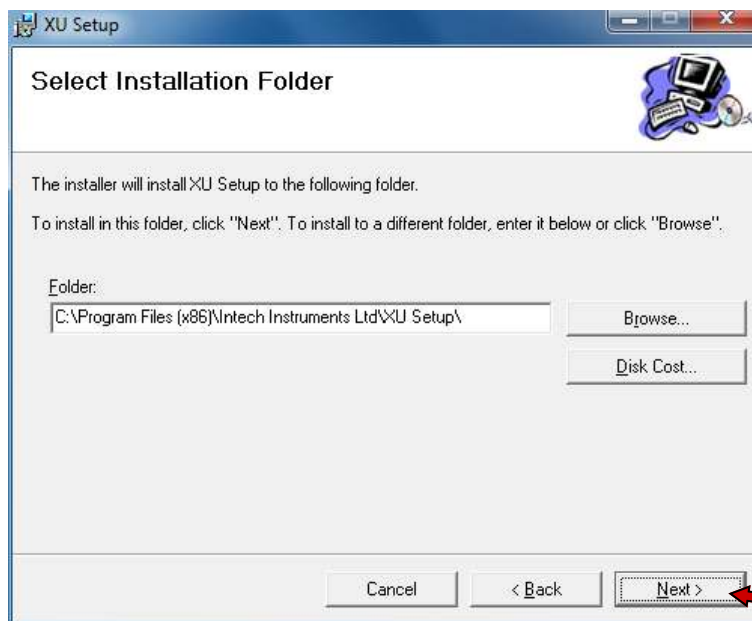 XU Setup
Select Installation Folder
The installer will install XU Setup to the following folder.
To install in this folder, click "Next". To install to a different folder, enter it below or click "Browse".
Folder:
C:\Program Files (x86)\Intech Instruments Ltd\XU Setup\
Browse...
Disk Cost...
Cancel
< Back
Next >